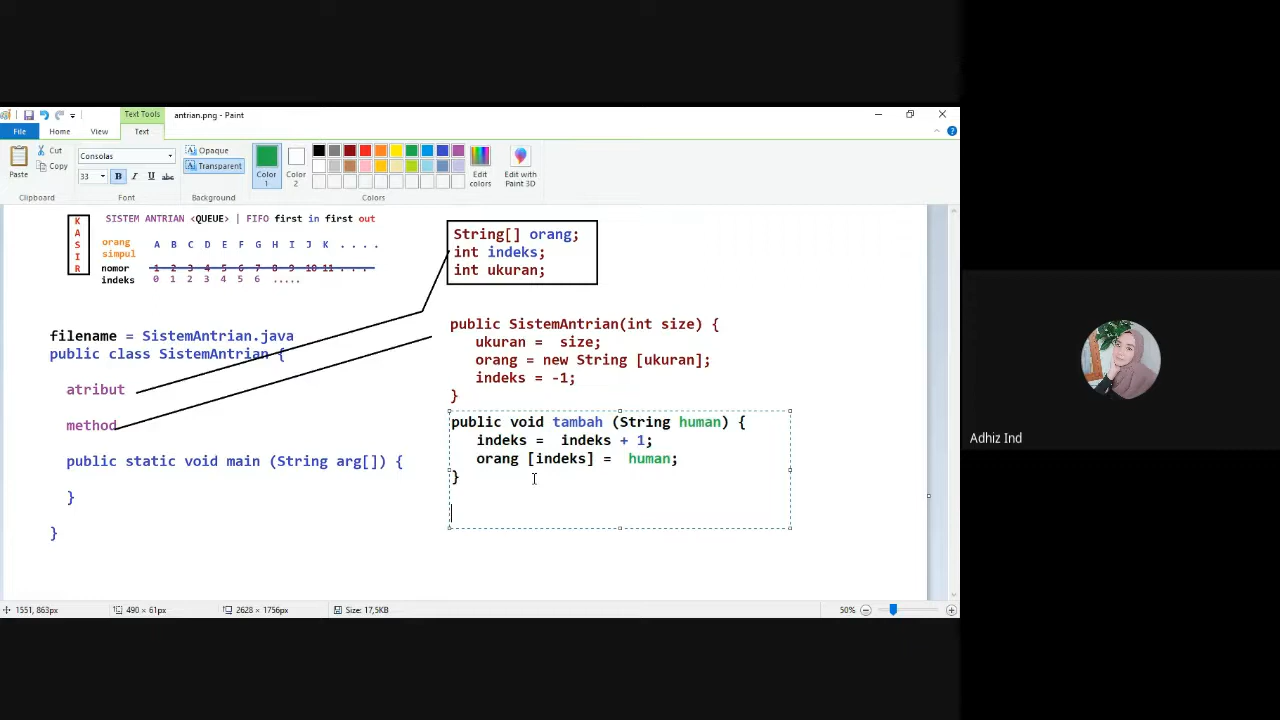 Text Tools
antrian.png - Paint
File
Home
View
Text
Paste
Cut
Copy
Clipboard
Consolas
33
B
I
U
abc
Font
Opaque
Transparent
Background
Color 1
Color 2
Edit colors
Colors
Edit with Paint 3D
KASIR
SISTEM ANTRIAN <QUEUE> | FIFO first in first out
orang
simpul A B C D E F G H I J K . . . .
nomor 1 2 3 4 5 6 7 8 9 10 11 . . . .
indeks 0 1 2 3 4 5 6 .....
String[] orang;
int indeks;
int ukuran;
filename = SistemAntrian.java
public class SistemAntrian {
atribut
method
public static void main (String arg[]) {
}
}
public SistemAntrian(int size) {
ukuran = size;
orang = new String [ukuran];
indeks = -1;
}
public void tambah (String human) {
indeks = indeks + 1;
orang [indeks] = human;
}
1551, 863px
490 × 61px
2628 × 1756px
Size: 17,5KB
50%
Adhiz Ind